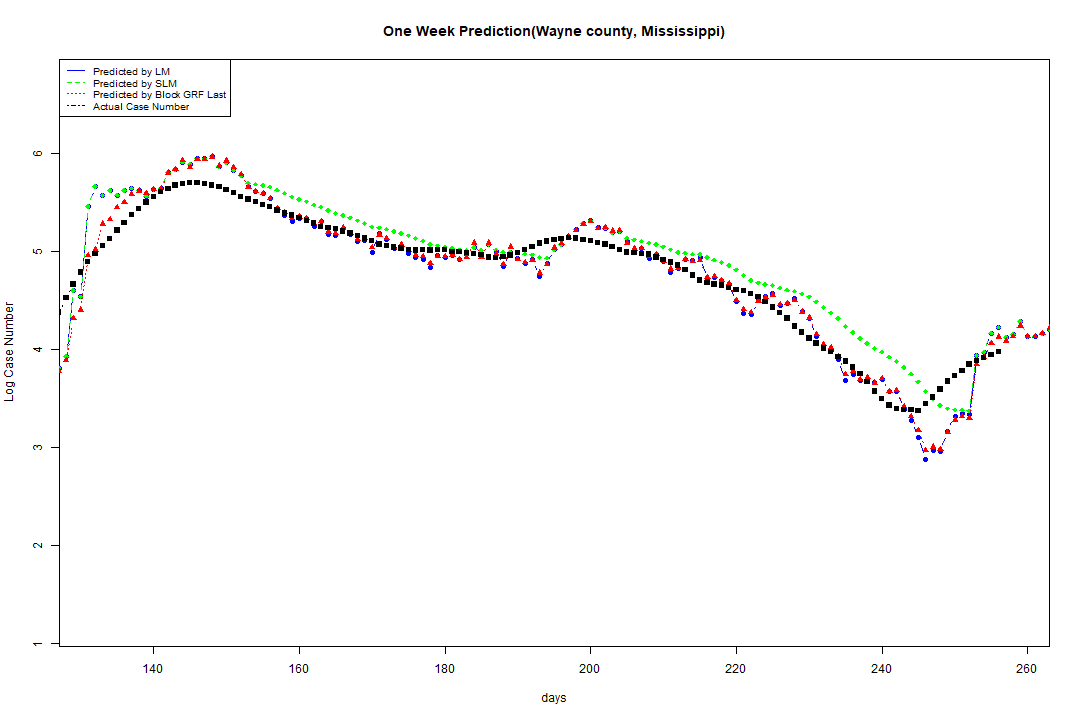 One Week Prediction(Wayne county, Mississippi)
Predicted by LM
Predicted by SLM
Predicted by Block GRF Last
Actual Case Number
6
5
4
3
2
1
Log Case Number
140 160 180 200 220 240 260
days